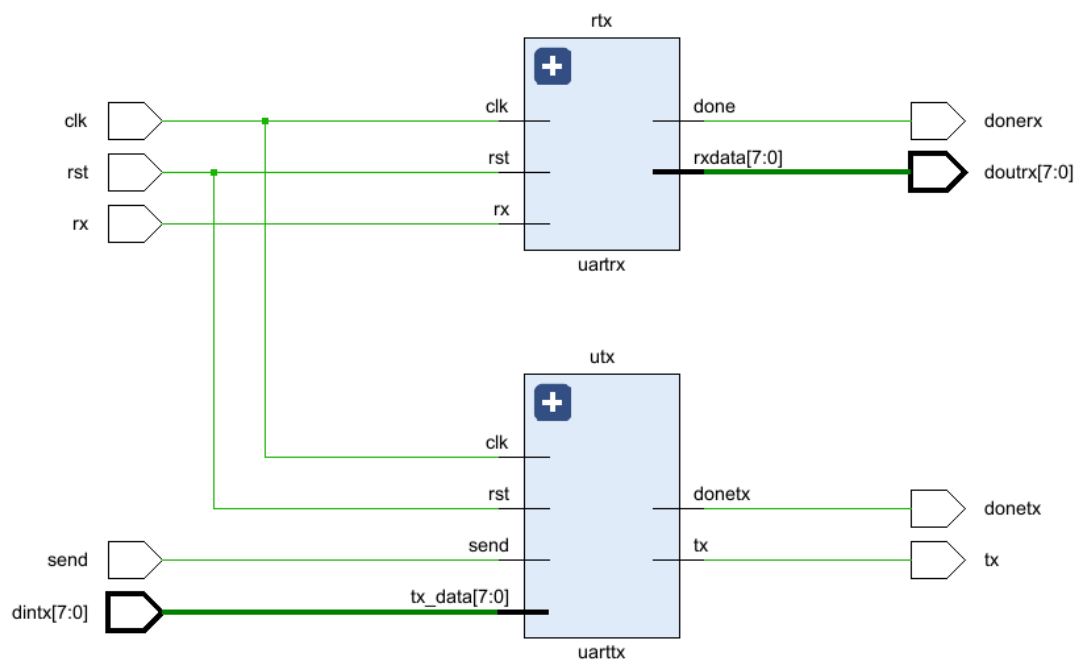 rtx
clk
clk
done
donerx
rst
rst
rxdata[7:0]
doutrx[7:0]
rx
rx
uartrx
utx
clk
rst
donetx
donetx
send
send
tx
tx
dintx[7:0]
tx_data[7:0]
uarttx